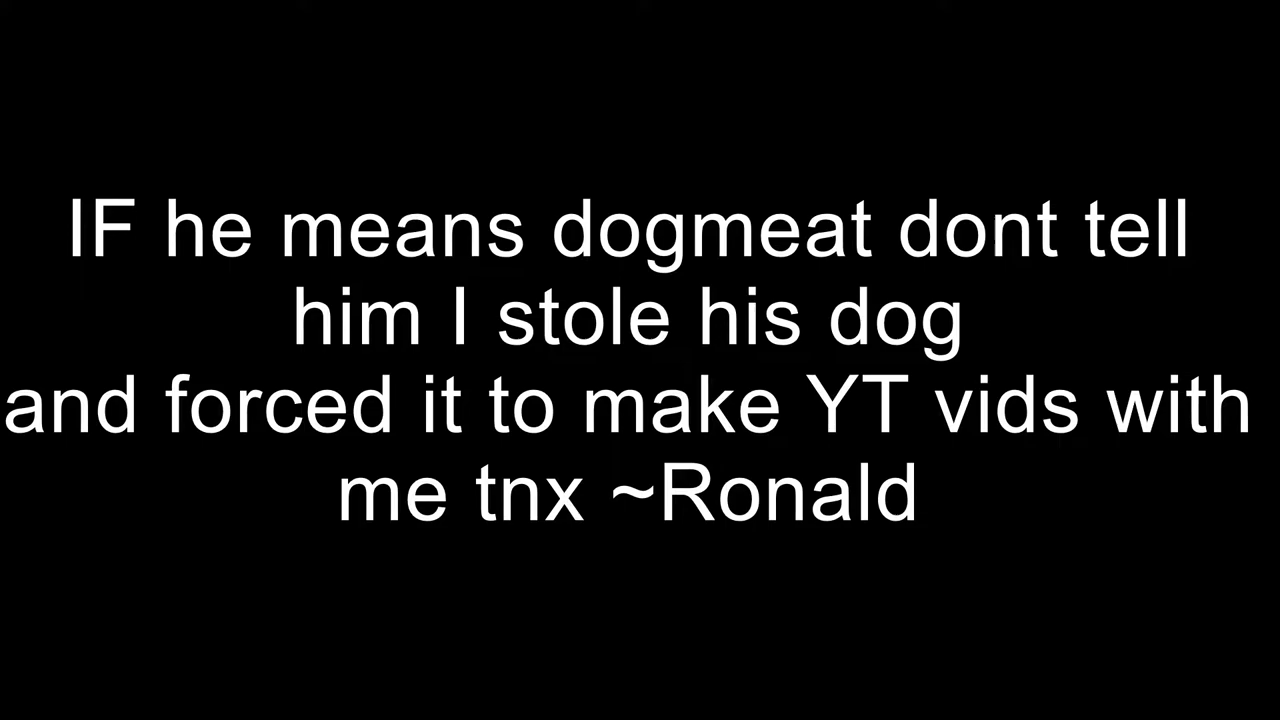 IF he means dogmeat dont tell
him I stole his dog
and forced it to make YT vids with
me tnx ~Ronald